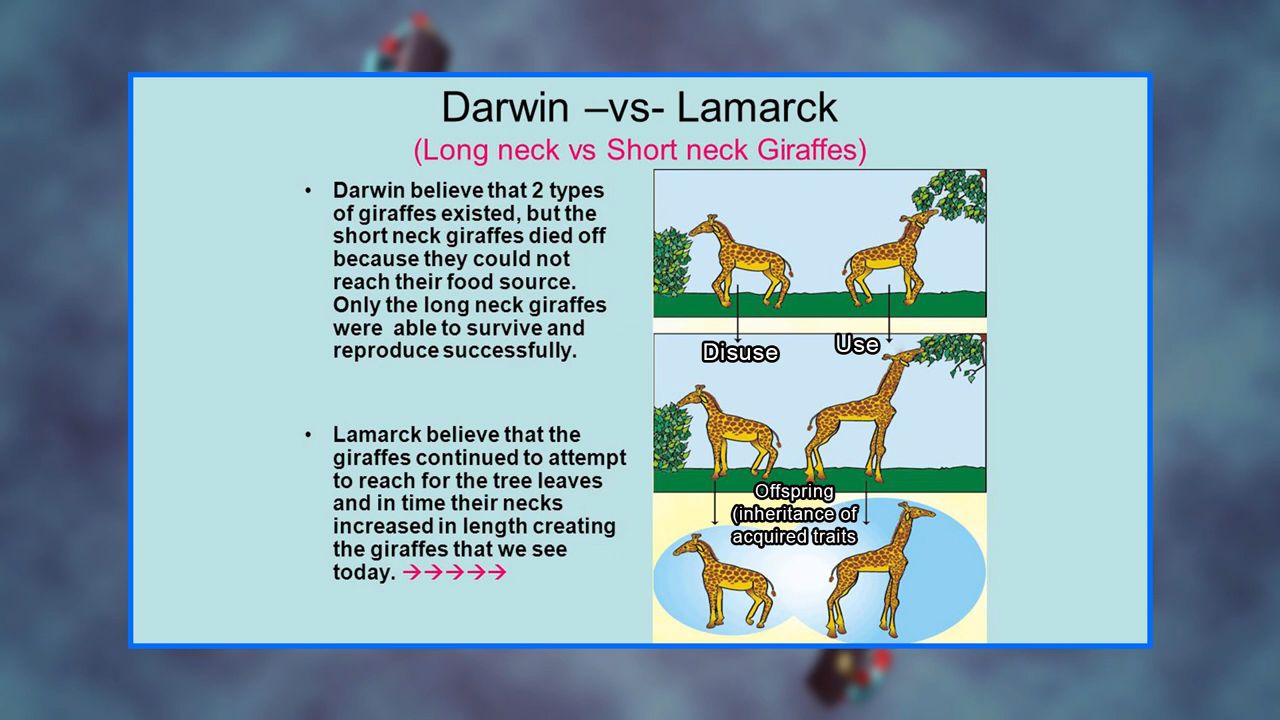 Darwin –vs- Lamarck
(Long neck vs Short neck Giraffes)
• Darwin believe that 2 types
of giraffes existed, but the
short neck giraffes died off
because they could not
reach their food source.
Only the long neck giraffes
were able to survive and
reproduce successfully.
• Lamarck believe that the
giraffes continued to attempt
to reach for the tree leaves
and in time their necks
increased in length creating
the giraffes that we see
today. →→→→→
Disuse
Use
Offspring
(inheritance of
acquired traits